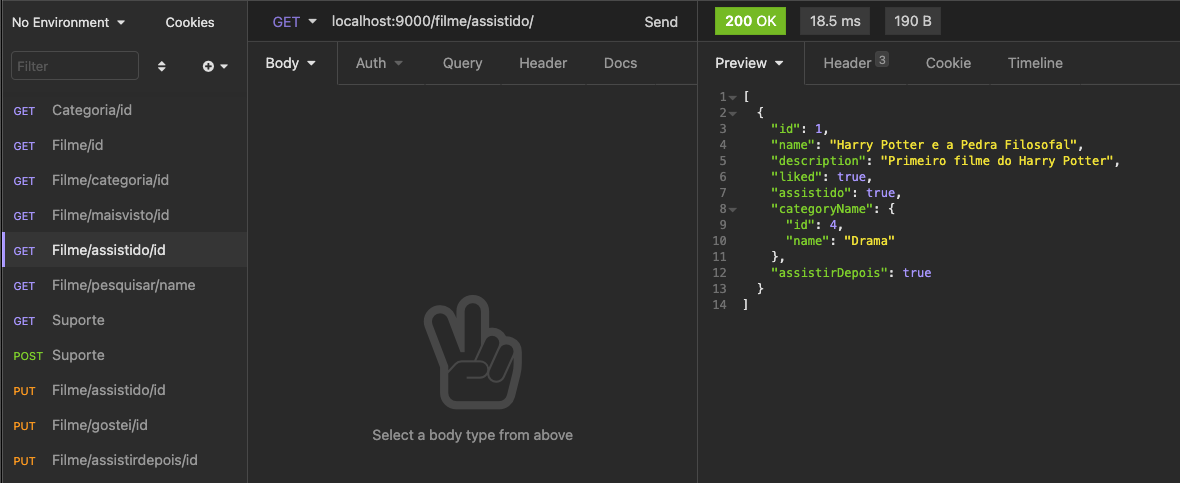 No Environment
Cookies
Filter
GET Categoria/id
GET Filme/id
GET Filme/categoria/id
GET Filme/maisvisto/id
GET Filme/assistido/id
GET Filme/pesquisar/name
GET Suporte
POST Suporte
PUT Filme/assistido/id
PUT Filme/gostei/id
PUT Filme/assistirdepois/id
GET localhost:9000/filme/assistido/ Send
Body Auth Query Header Docs
Select a body type from above
200 OK 18.5 ms 190 B
Preview Header 3 Cookie Timeline
1 [
2 {
3 "id": 1,
4 "name": "Harry Potter e a Pedra Filosofal",
5 "description": "Primeiro filme do Harry Potter",
6 "liked": true,
7 "assistido": true,
8 "categoryName": {
9 "id": 4,
10 "name": "Drama"
11 },
12 "assistirDepois": true
13 }
14 ]